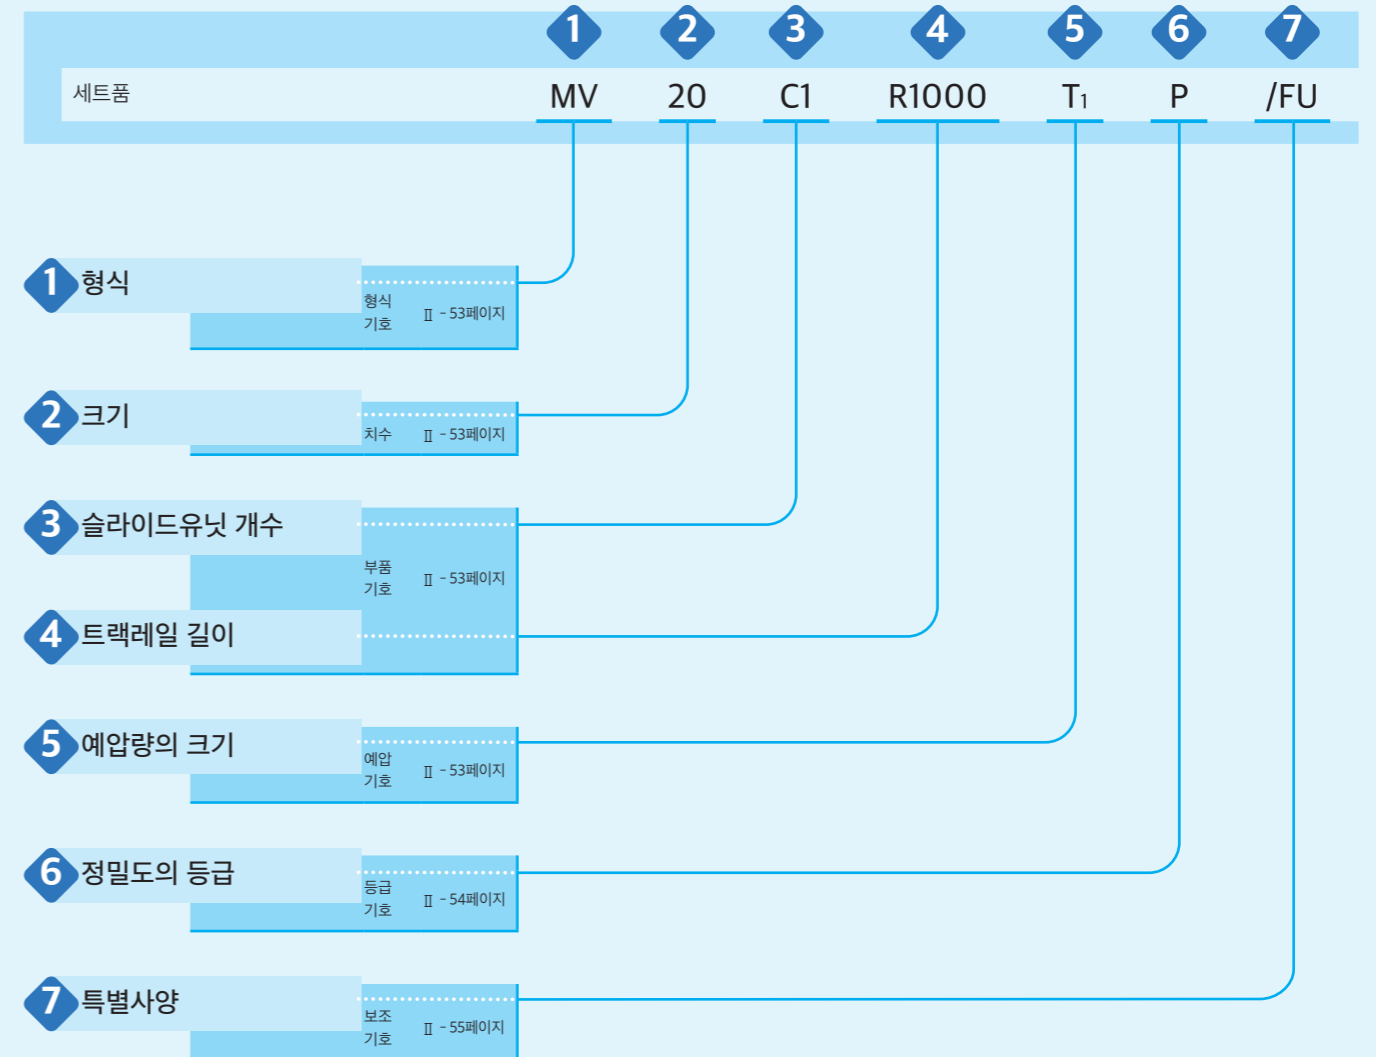 1 2 3 4 5 6 7
세트품 MV 20 C1 R1000 T₁ P /FU
1 형식
형식
기호 Ⅱ - 53페이지
2 크기
치수 Ⅱ - 53페이지
3 슬라이드유닛 개수
부품
기호 Ⅱ - 53페이지
4 트랙레일 길이
5 예압량의 크기
예압
기호 Ⅱ - 53페이지
6 정밀도의 등급
등급
기호 Ⅱ - 54페이지
7 특별사양
보조
기호 Ⅱ - 55페이지